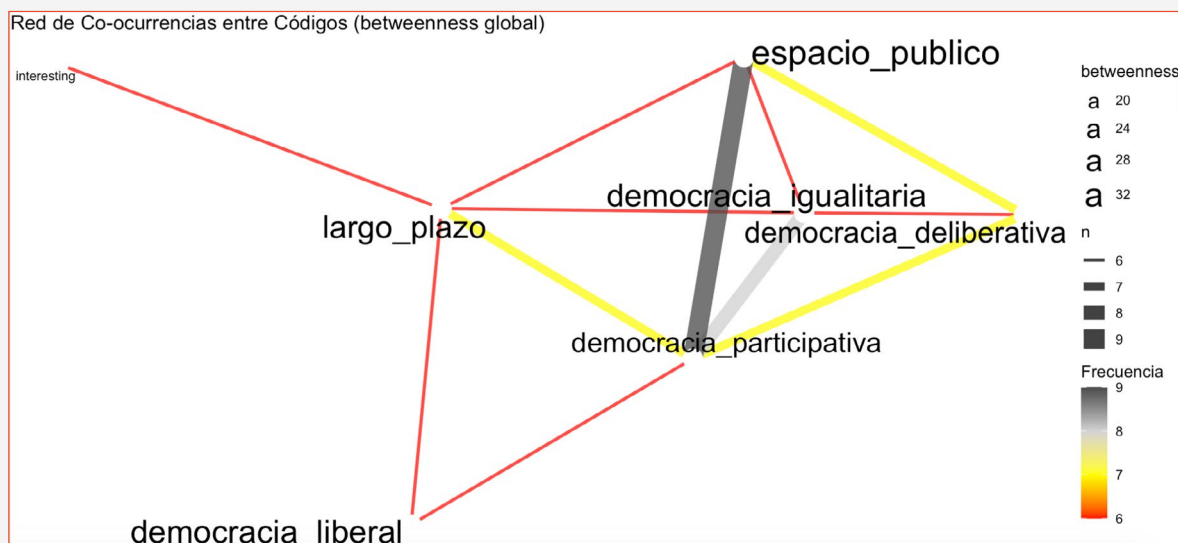 Red de Co-ocurrencias entre Códigos (betweenness global)
interesting
espacio_publico
democracia_igualitaria
largo_plazo
democracia_deliberativa
democracia_participativa
democracia_liberal
betweenness
a 20
a 24
a 28
a 32
n
6
7
8
9
Frecuencia
9
8
7
6